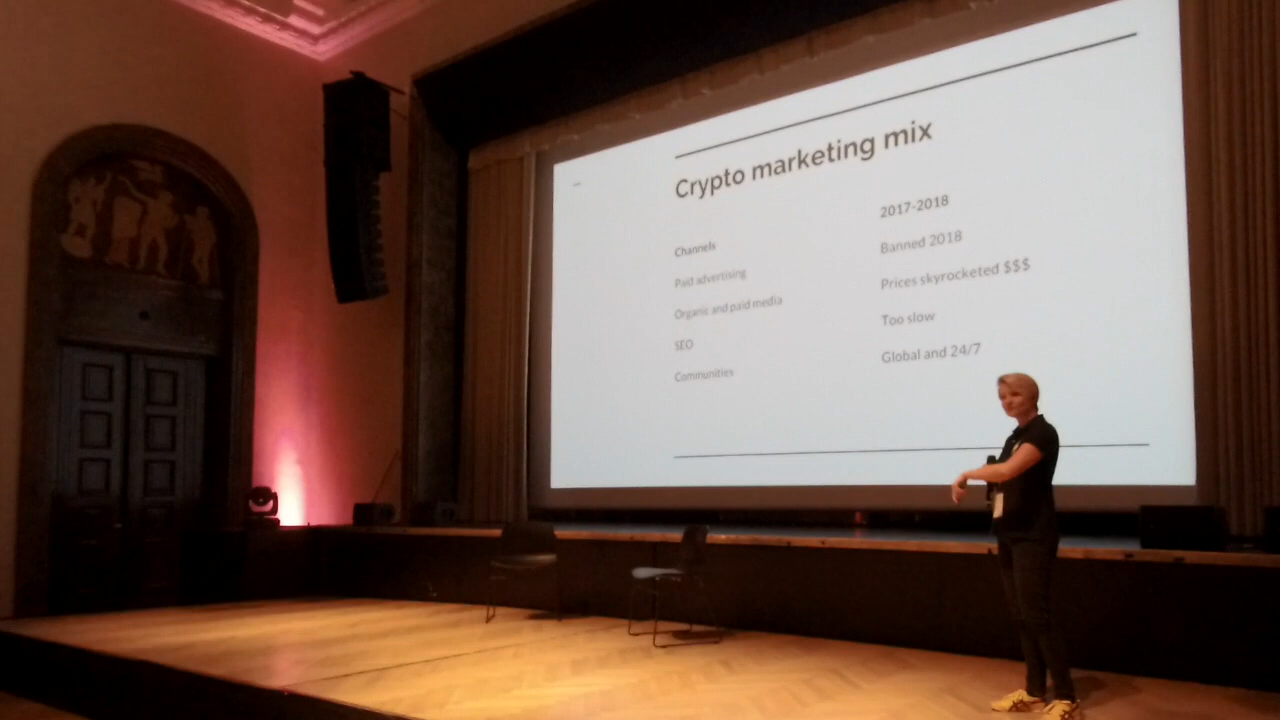 Crypto marketing mix
Channels
Paid advertising
Organic and paid media
SEO
Communities
2017-2018
Banned 2018
Prices skyrocketed $$$
Too slow
Global and 24/7